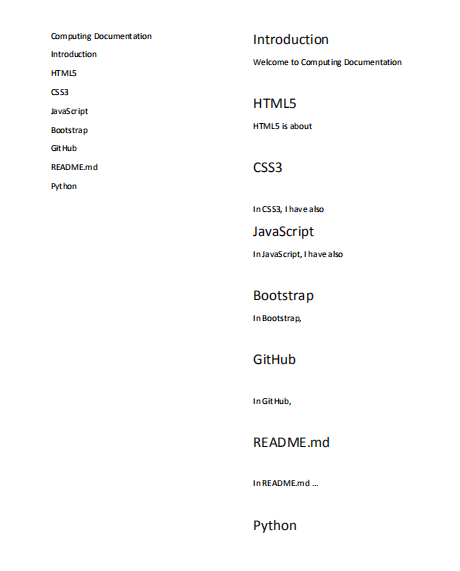 Computing Documentation
Introduction
HTML5
CSS3
JavaScript
Bootstrap
GitHub
README.md
Python
Introduction
Welcome to Computing Documentation
HTML5
HTML5 is about
CSS3
In CSS3, I have also
JavaScript
In JavaScript, I have also
Bootstrap
In Bootstrap,
GitHub
In GitHub,
README.md
In README.md ...
Python